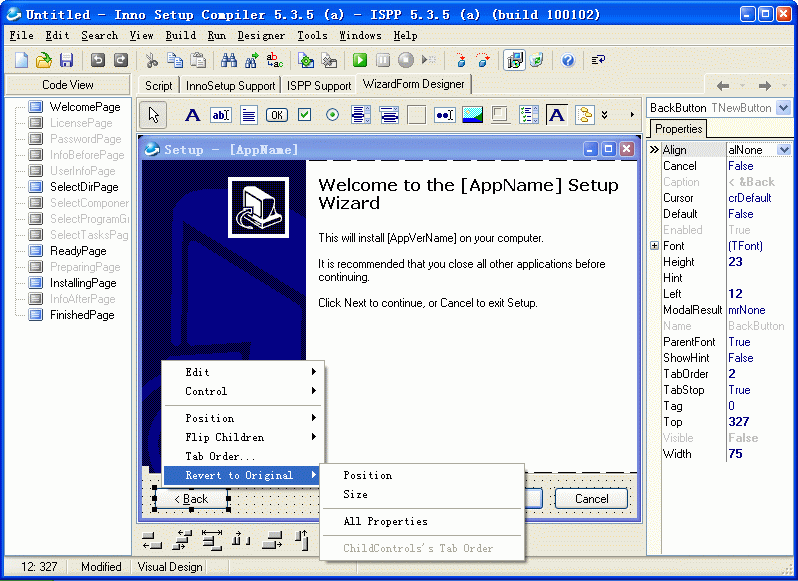 Untitled - Inno Setup Compiler 5.3.5 (a) - ISPP 5.3.5 (a) (build 100102)
File Edit Search View Build Run Designer Tools Windows Help
Code View
Script InnoSetup Support ISPP Support WizardForm Designer
WelcomePage
LicensePage
PasswordPage
InfoBeforePage
UserInfoPage
SelectDirPage
SelectComponen
SelectProgramGr
SelectTasksPag
ReadyPage
PreparingPage
InstallingPage
InfoAfterPage
FinishedPage
A abI OK A
Setup - [AppName]
Welcome to the [AppName] Setup
Wizard
This will install [AppVerName] on your computer.
It is recommended that you close all other applications before
continuing.
Click Next to continue, or Cancel to exit Setup.
Edit
Control
Position
Flip Children
Tab Order...
Revert to Original
Position
Size
All Properties
ChildControls's Tab Order
< Back
Cancel
BackButton TNewButton
Properties
Align alNone
Cancel False
Caption < &Back
Cursor crDefault
Default False
Enabled True
Font (TFont)
Height 23
Hint
Left 12
ModalResult mrNone
Name BackButton
ParentFont True
ShowHint False
TabOrder 2
TabStop True
Tag 0
Top 327
Visible False
Width 75
12: 327 Modified Visual Design